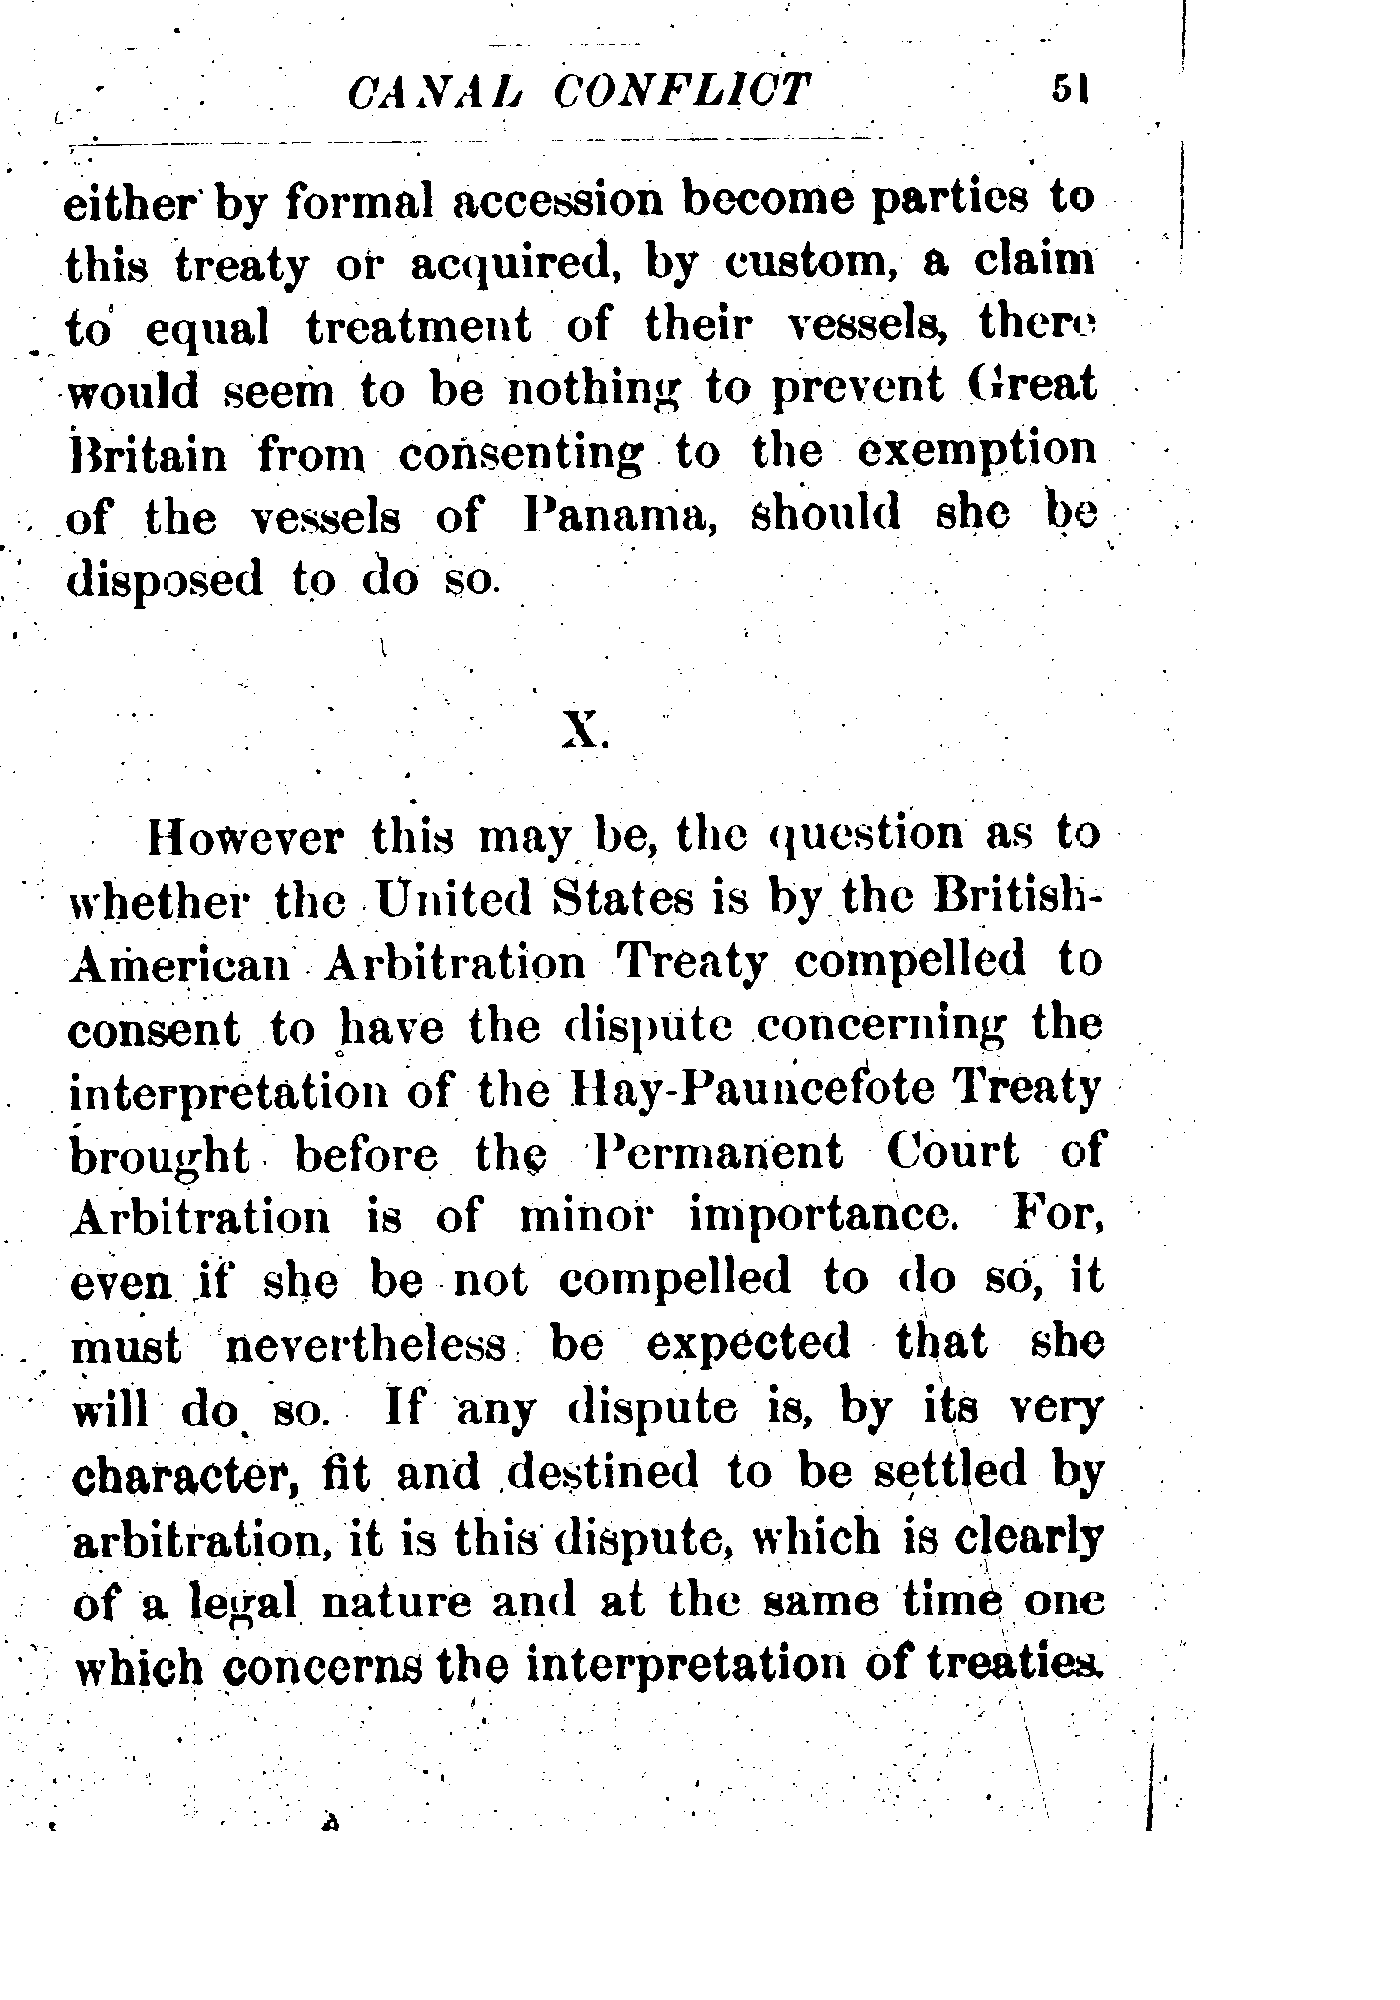 CANAL CONFLICT 51
either by formal accession become parties to
this treaty or acquired, by custom, a claim
to equal treatment of their vessels, there
would seem to be nothing to prevent Great
Britain from consenting to the exemption
of the vessels of Panama, should she be
disposed to do so.
X.
However this may be, the question as to
whether the United States is by the British-
American Arbitration Treaty compelled to
consent to have the dispute concerning the
interpretation of the Hay-Pauncefote Treaty
brought before the Permanent Court of
Arbitration is of minor importance. For,
even if she be not compelled to do so, it
must nevertheless be expected that she
will do so. If any dispute is, by its very
character, fit and destined to be settled by
arbitration, it is this dispute, which is clearly
of a legal nature and at the same time one
which concerns the interpretation of treaties.